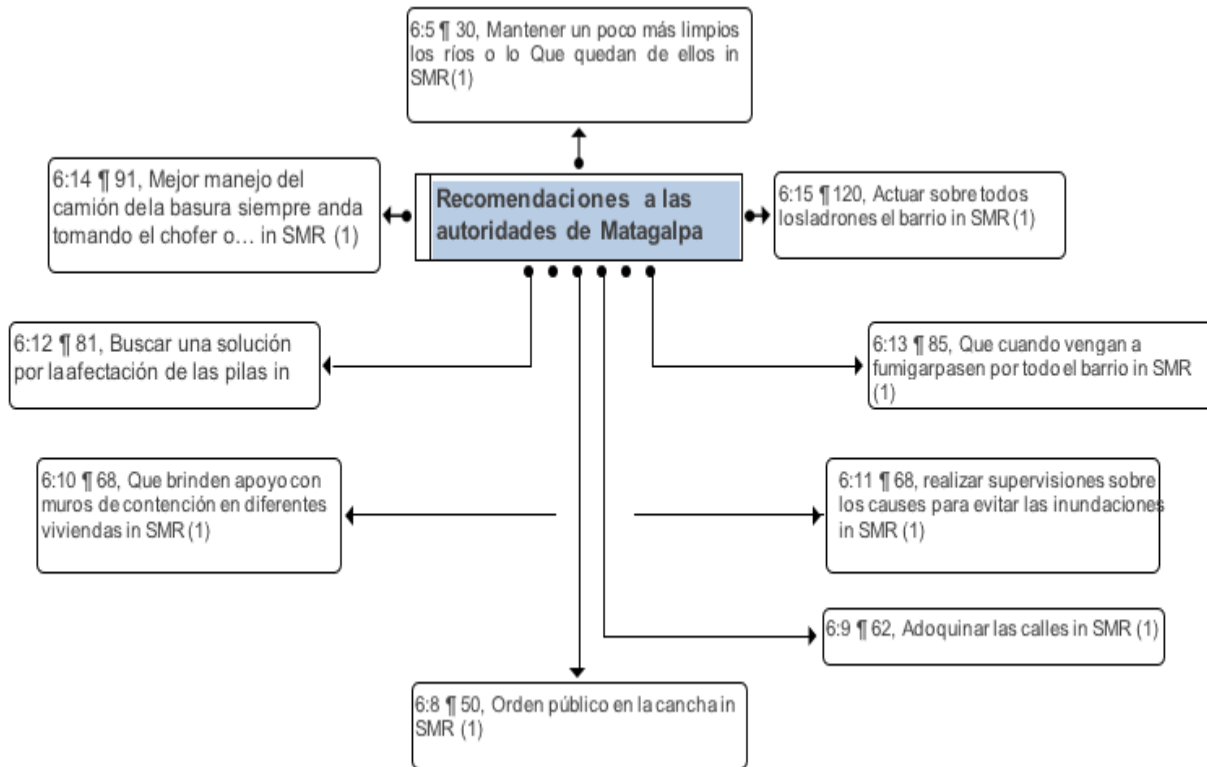 6:5 ¶ 30, Mantener un poco más limpios
los ríos o lo Que quedan de ellos in
SMR (1)
6:14 ¶ 91, Mejor manejo del
camión dela basura siempre anda
tomando el chofer o… in SMR (1)
Recomendaciones a las
autoridades de Matagalpa
6:15 ¶ 120, Actuar sobre todos
losladrones el barrio in SMR (1)
6:12 ¶ 81, Buscar una solución
por laafectación de las pilas in
6:13 ¶ 85, Que cuando vengan a
fumigarpasen por todo el barrio in SMR
(1)
6:10 ¶ 68, Que brinden apoyo con
muros de contención en diferentes
viviendas in SMR (1)
6:11 ¶ 68, realizar supervisiones sobre
los causes para evitar las inundaciones
in SMR (1)
6:9 ¶ 62, Adoquinar las calles in SMR (1)
6:8 ¶ 50, Orden público en la cancha in
SMR (1)